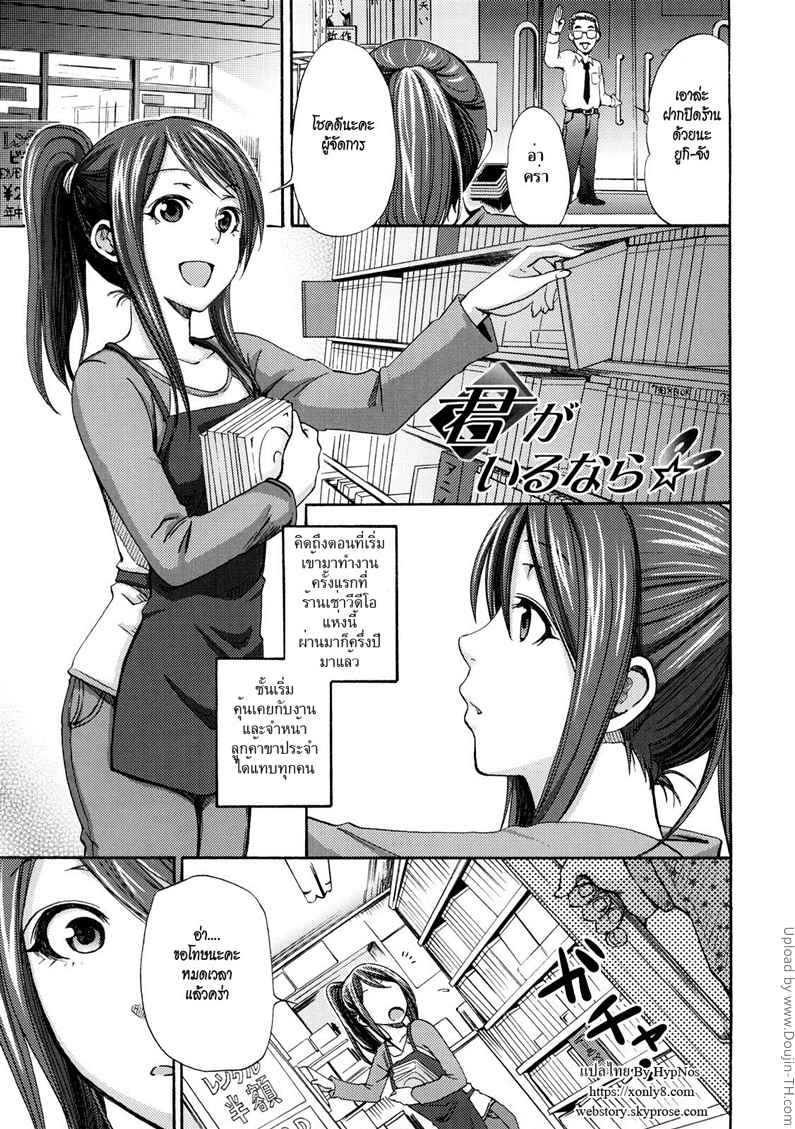 新作
เอาล่ะ
ฝากปิดร้าน
ด้วยนะ
ยูกิ-จัง
อ่า
คร่า
โชคดีนะคะ
ผู้จัดการ
君が
いるなら☆
คิดถึงตอนที่เริ่ม
เข้ามาทำงาน
ครั้งแรกที่
ร้านเช่าวีดีโอ
แห่งนี้
ผ่านมาก็ครึ่งปี
มาแล้ว
ชั้นเริ่ม
คุ้นเคยกับงาน
และจำหน้า
ลูกค้าขาประจำ
ได้แทบทุกคน
ガチャ
อ๋า....
ขอโทษนะคะ
หมดเวลา
แล้วคร่า
半額
แปลไทย By HypNos
https://xonly8.com
webstory.skyprose.com
Upload by www.Doujin-TH.com